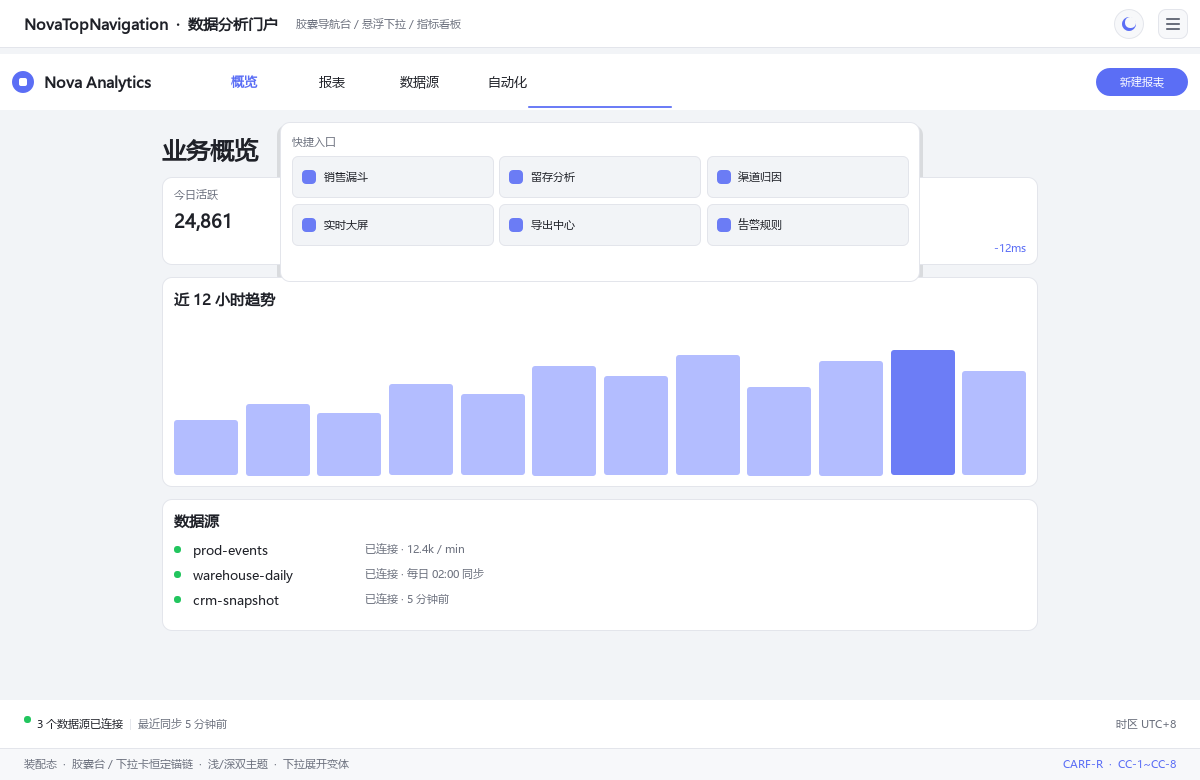 NovaTopNavigation · 数据分析门户 胶囊导航台 / 悬浮下拉 / 指标看板
Nova Analytics 概览 报表 数据源 自动化 新建报表
业务概览
快捷入口
销售漏斗 留存分析 渠道归因
实时大屏 导出中心 告警规则
今日活跃
24,861
-12ms
近 12 小时趋势
数据源
prod-events 已连接 · 12.4k / min
warehouse-daily 已连接 · 每日 02:00 同步
crm-snapshot 已连接 · 5 分钟前
3 个数据源已连接 最近同步 5 分钟前 时区 UTC+8
装配态 · 胶囊台 / 下拉卡恒定锚链 · 浅/深双主题 · 下拉展开变体 CARF-R · CC-1~CC-8